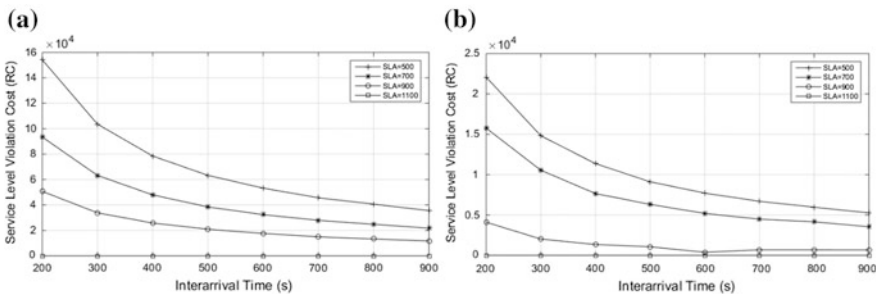 (a)
× 10⁴
Service Level Violation Cost (RC)
16
14
12
10
8
6
4
2
0
200 300 400 500 600 700 800 900
Interarrival Time (s)
SLA=500
SLA=700
SLA=900
SLA=1100
(b)
× 10⁴
Service Level Violation Cost (RC)
2.5
2
1.5
1
0.5
0
200 300 400 500 600 700 800 900
Interarrival Time (s)
SLA=500
SLA=700
SLA=900
SLA=1100